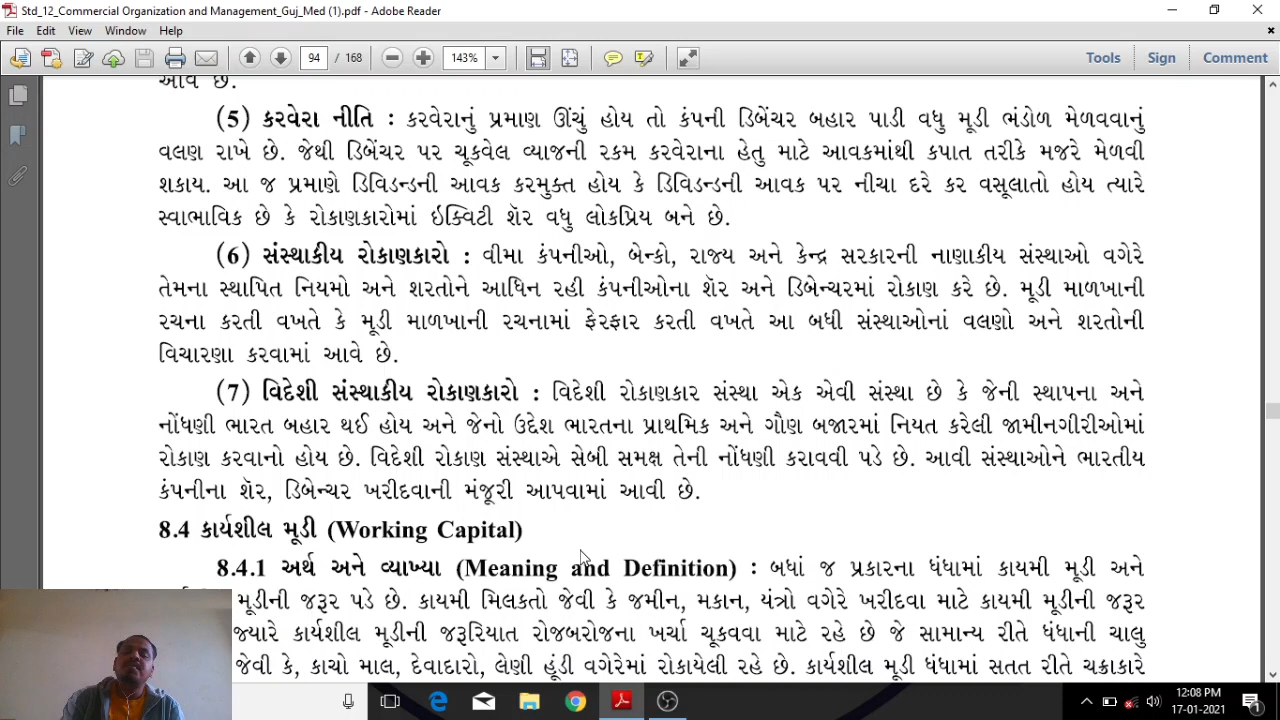 Std_12_Commercial Organization and Management_Guj_Med (1).pdf - Adobe Reader
File Edit View Window Help
94 / 168 143% Tools Sign Comment
આવે છે.
(5) કરવેરા નીતિ : કરવેરાનું પ્રમાણ ઊંચું હોય તો કંપની ડિબેંચર બહાર પાડી વધુ મૂડી ભંડોળ મેળવવાનું
વલણ રાખે છે. જેથી ડિબેંચર પર ચૂકવેલ વ્યાજની રકમ કરવેરાના હેતુ માટે આવકમાંથી કપાત તરીકે મજરે મેળવી
શકાય. આ જ પ્રમાણે ડિવિડન્ડની આવક કરમુક્ત હોય કે ડિવિડન્ડની આવક પર નીચા દરે કર વસૂલાતો હોય ત્યારે
સ્વાભાવિક છે કે રોકાણકારોમાં ઇક્વિટી શૅર વધુ લોકપ્રિય બને છે.
(6) સંસ્થાકીય રોકાણકારો : વીમા કંપનીઓ, બેન્કો, રાજ્ય અને કેન્દ્ર સરકારની નાણાકીય સંસ્થાઓ વગેરે
તેમના સ્થાપિત નિયમો અને શરતોને આધિન રહી કંપનીઓના શૅર અને ડિબેન્ચરમાં રોકાણ કરે છે. મૂડી માળખાની
રચના કરતી વખતે કે મૂડી માળખાની રચનામાં ફેરફાર કરતી વખતે આ બધી સંસ્થાઓનાં વલણો અને શરતોની
વિચારણા કરવામાં આવે છે.
(7) વિદેશી સંસ્થાકીય રોકાણકારો : વિદેશી રોકાણકાર સંસ્થા એક એવી સંસ્થા છે કે જેની સ્થાપના અને
નોંધણી ભારત બહાર થઈ હોય અને જેનો ઉદ્દેશ ભારતના પ્રાથમિક અને ગૌણ બજારમાં નિયત કરેલી જામીનગીરીઓમાં
રોકાણ કરવાનો હોય છે. વિદેશી રોકાણ સંસ્થાએ સેબી સમક્ષ તેની નોંધણી કરાવવી પડે છે. આવી સંસ્થાઓને ભારતીય
કંપનીના શૅર, ડિબેન્ચર ખરીદવાની મંજૂરી આપવામાં આવી છે.
8.4 કાર્યશીલ મૂડી (Working Capital)
8.4.1 અર્થ અને વ્યાખ્યા (Meaning and Definition) : બધાં જ પ્રકારના ધંધામાં કાયમી મૂડી અને
મૂડીની જરૂર પડે છે. કાયમી મિલકતો જેવી કે જમીન, મકાન, યંત્રો વગેરે ખરીદવા માટે કાયમી મૂડીની જરૂર
જ્યારે કાર્યશીલ મૂડીની જરૂરિયાત રોજબરોજના ખર્ચા ચૂકવવા માટે રહે છે જે સામાન્ય રીતે ધંધાની ચાલુ
જેવી કે, કાચો માલ, દેવાદારો, લેણી હૂંડી વગેરેમાં રોકાયેલી રહે છે. કાર્યશીલ મૂડી ધંધામાં સતત રીતે ચક્રાકારે
12:08 PM
17-01-2021